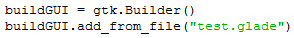 buildGUI = gtk.Builder()
buildGUI.add_from_file("test.glade")